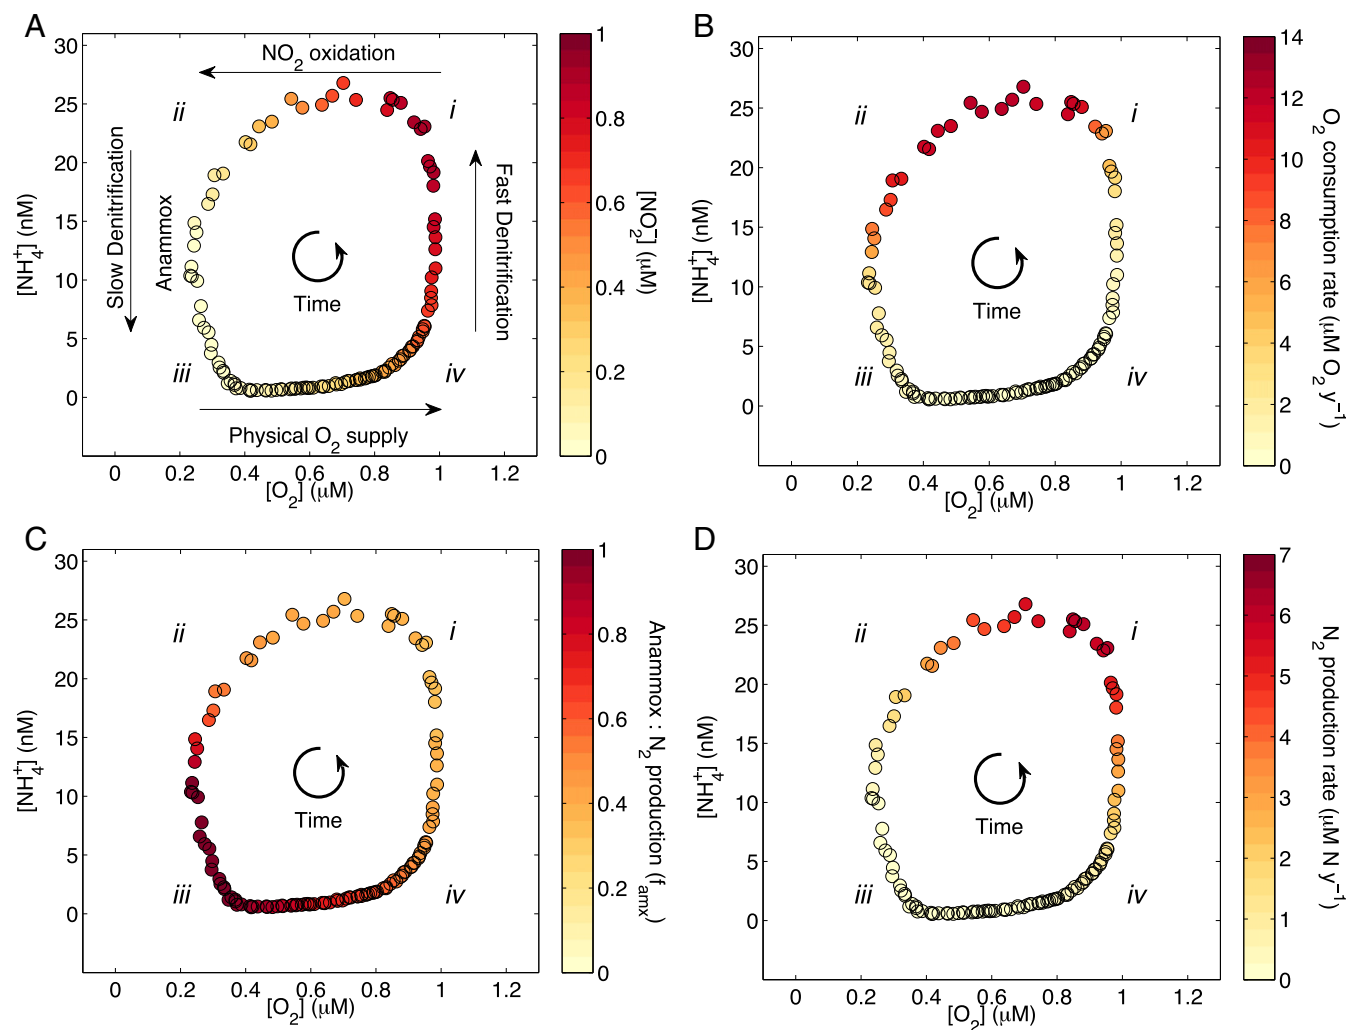 A
NO₂ oxidation
i
ii
iii
iv
Slow Denitrification
Anammox
Fast Denitrification
Time
Physical O₂ supply
30
25
20
15
10
5
0
[NH₄⁺] (nM)
0 0.2 0.4 0.6 0.8 1 1.2
[O₂] (μM)
1
0.8
0.6
0.4
0.2
0
[NO₂⁻] (μM)
B
i
ii
iii
iv
Time
30
25
20
15
10
5
0
[NH₄⁺] (nM)
0 0.2 0.4 0.6 0.8 1 1.2
[O₂] (μM)
14
12
10
8
6
4
2
0
O₂ consumption rate (μM O₂ y⁻¹)
C
i
ii
iii
iv
Time
30
25
20
15
10
5
0
[NH₄⁺] (nM)
0 0.2 0.4 0.6 0.8 1 1.2
[O₂] (μM)
1
0.8
0.6
0.4
0.2
0
Anammox : N₂ production (f_amx)
D
i
ii
iii
iv
Time
30
25
20
15
10
5
0
[NH₄⁺] (nM)
0 0.2 0.4 0.6 0.8 1 1.2
[O₂] (μM)
7
6
5
4
3
2
1
0
N₂ production rate (μM N y⁻¹)